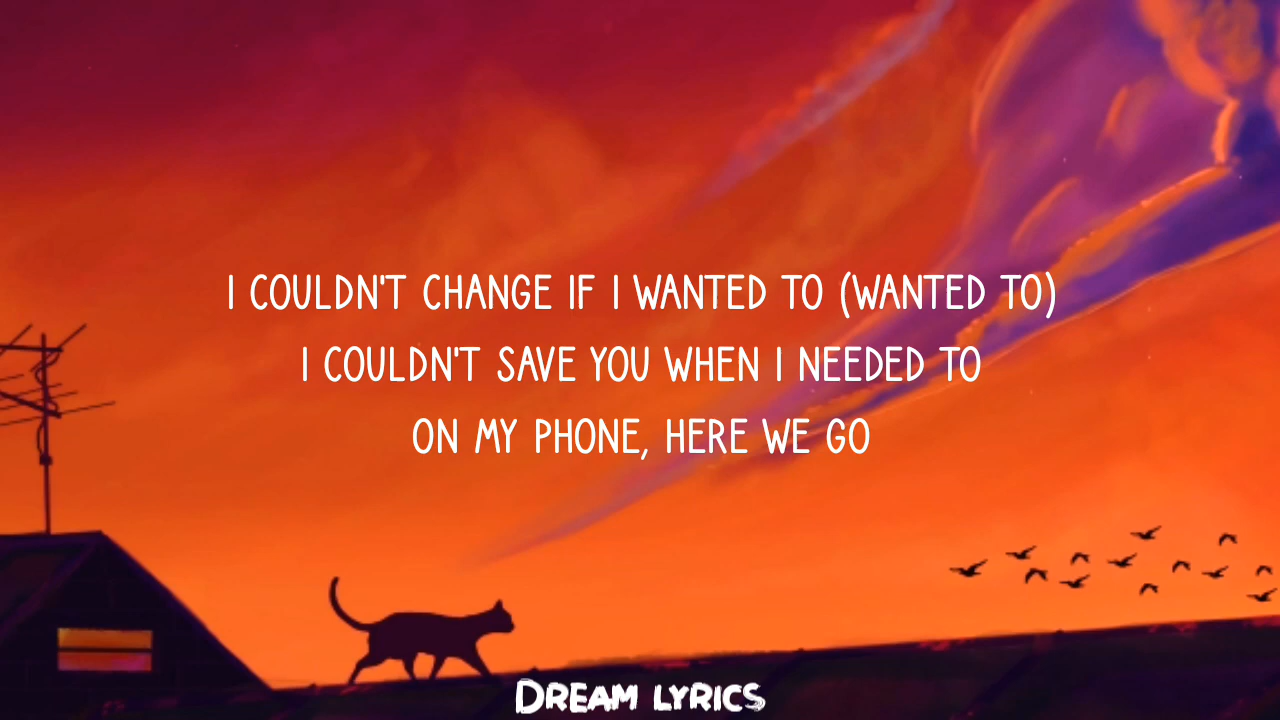 I COULDN'T CHANGE IF I WANTED TO (WANTED TO)
I COULDN'T SAVE YOU WHEN I NEEDED TO
ON MY PHONE, HERE WE GO
DREAM LYRICS